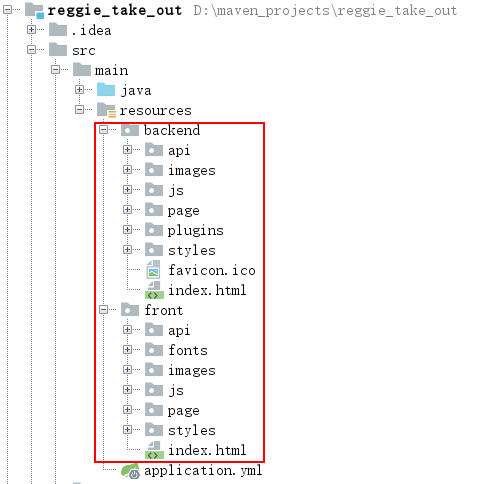 reggie_take_out D:\maven_projects\reggie_take_out
.idea
src
main
java
resources
backend
api
images
js
page
plugins
styles
favicon.ico
index.html
front
api
fonts
images
js
page
styles
index.html
application.yml